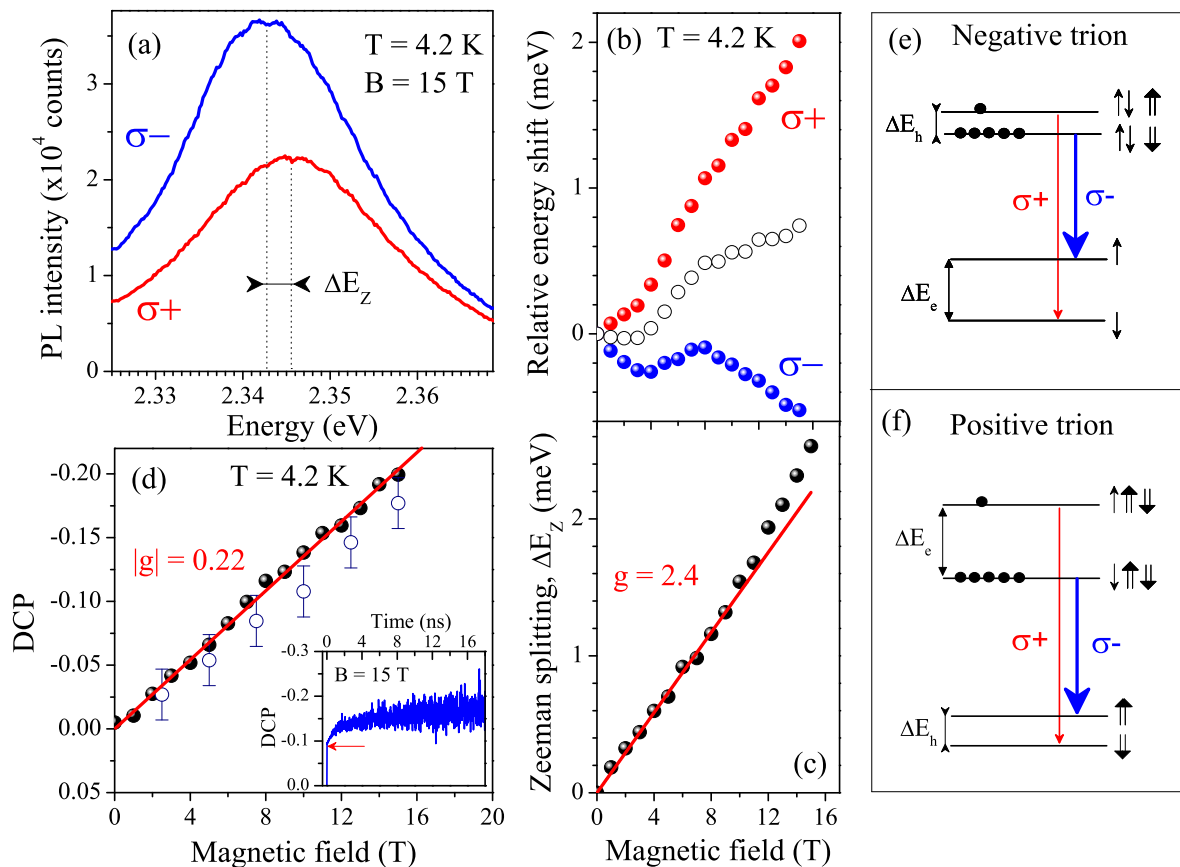 (a)
T = 4.2 K
B = 15 T
σ−
σ+
ΔE_Z
PL intensity (x10^4 counts)
3
2
1
0
2.33
2.34
2.35
2.36
Energy (eV)
(b)
T = 4.2 K
σ+
σ−
Relative energy shift (meV)
2
0
(c)
g = 2.4
Zeeman splitting, ΔE_Z (meV)
2
1
0
0
4
8
12
16
Magnetic field (T)
(d)
T = 4.2 K
|g| = 0.22
DCP
-0.20
-0.15
-0.10
-0.05
0.00
0.05
0
4
8
12
16
20
Magnetic field (T)
Time (ns)
0
4
8
12
16
B = 15 T
DCP
-0.3
-0.2
-0.1
0.0
(e)
Negative trion
ΔE_h
↑↓ ⇑
↑↓ ⇓
σ+
σ-
ΔE_e
↑
↓
(f)
Positive trion
ΔE_e
↑⇑⇓
↓⇑⇓
σ+
σ-
ΔE_h
⇑
⇓